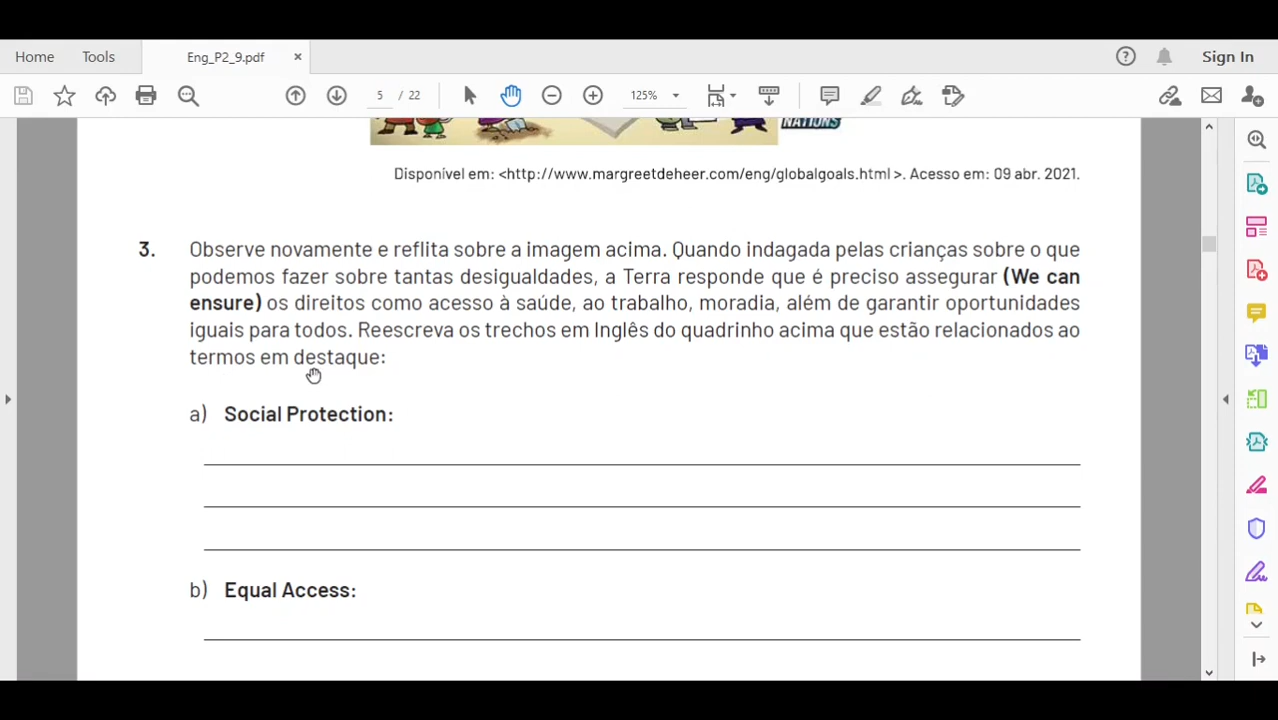 Home
Tools
Eng_P2_9.pdf
×
Sign In
5 / 22
125%
NATIONS
Disponível em: <http://www.margreetdeheer.com/eng/globalgoals.html >. Acesso em: 09 abr. 2021.
3. Observe novamente e reflita sobre a imagem acima. Quando indagada pelas crianças sobre o que
podemos fazer sobre tantas desigualdades, a Terra responde que é preciso assegurar (We can
ensure) os direitos como acesso à saúde, ao trabalho, moradia, além de garantir oportunidades
iguais para todos. Reescreva os trechos em Inglês do quadrinho acima que estão relacionados ao
termos em destaque:
a) Social Protection:
b) Equal Access: